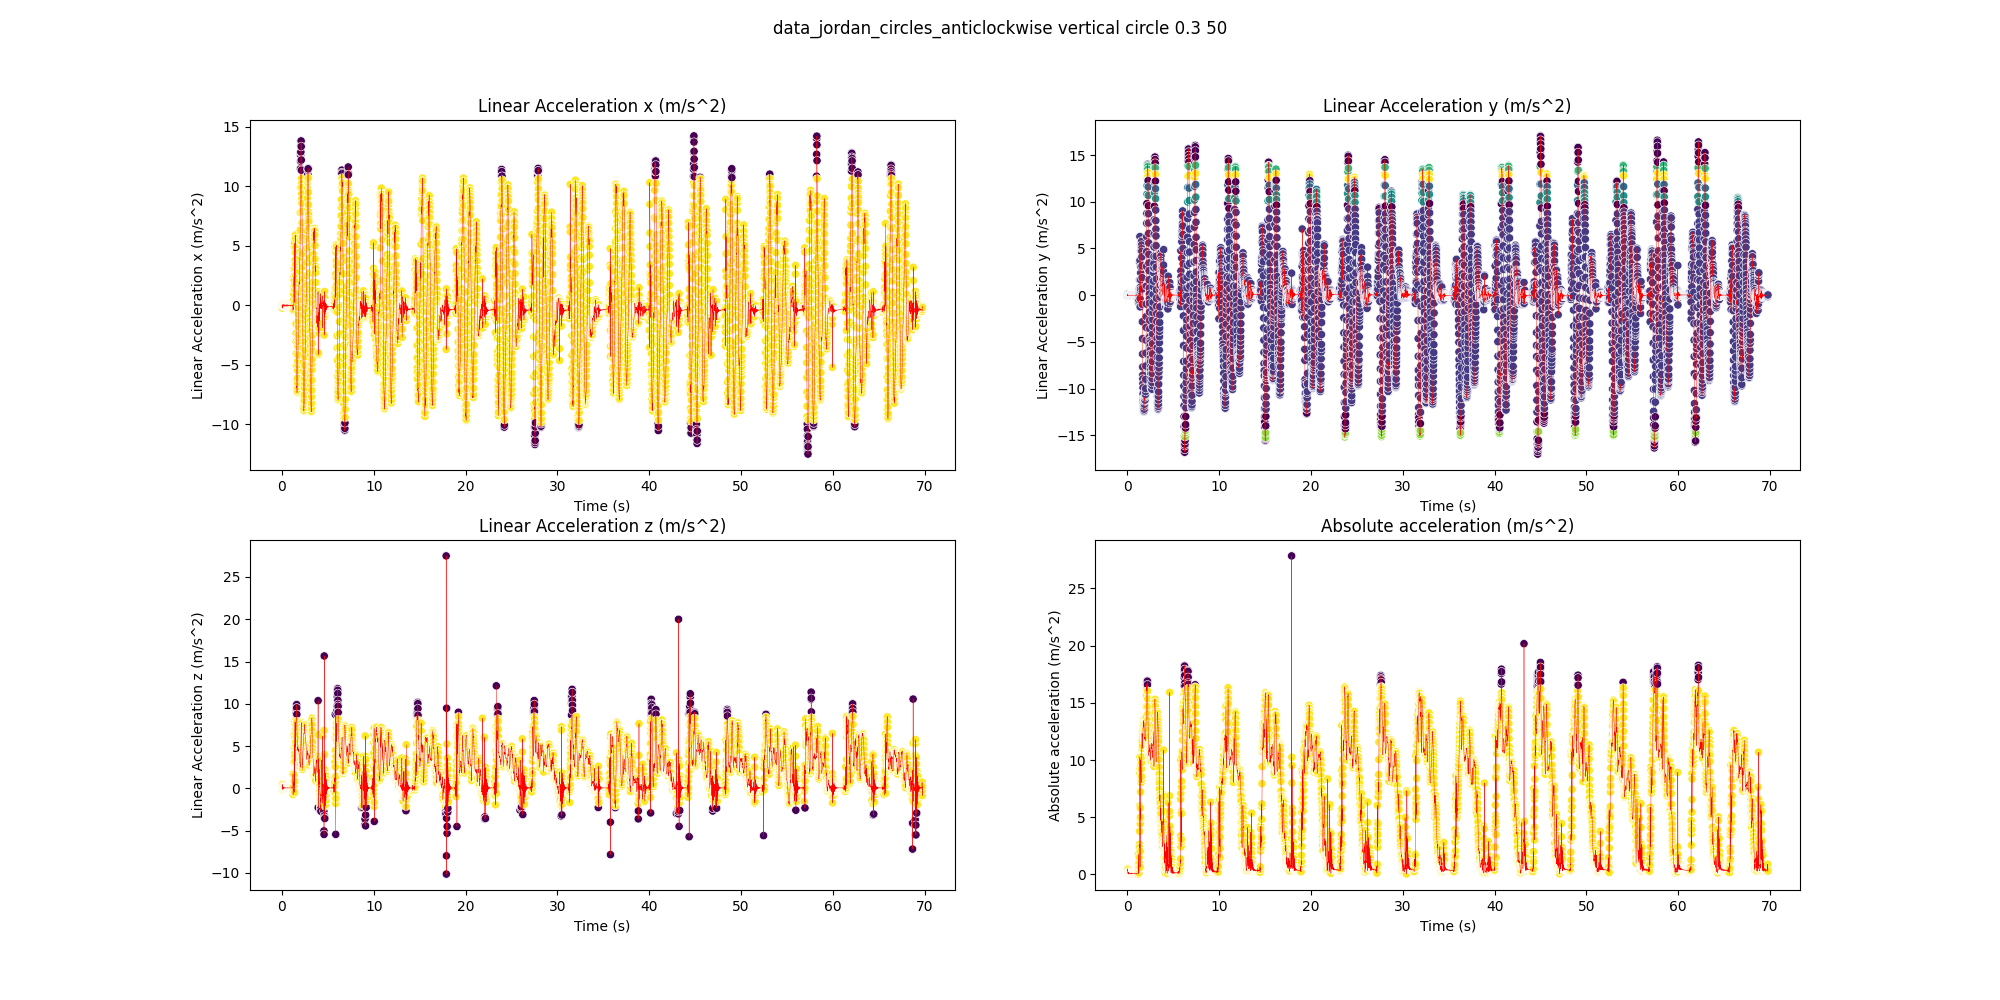 data_jordan_circles_anticlockwise vertical circle 0.3 50
Linear Acceleration x (m/s^2)
Linear Acceleration x (m/s^2)
15
10
5
0
−5
−10
0 10 20 30 40 50 60 70
Time (s)
Linear Acceleration y (m/s^2)
Linear Acceleration y (m/s^2)
15
10
5
0
−5
−10
−15
0 10 20 30 40 50 60 70
Time (s)
Linear Acceleration z (m/s^2)
Linear Acceleration z (m/s^2)
25
20
15
10
5
0
−5
−10
0 10 20 30 40 50 60 70
Time (s)
Absolute acceleration (m/s^2)
Absolute acceleration (m/s^2)
25
20
15
10
5
0
0 10 20 30 40 50 60 70
Time (s)